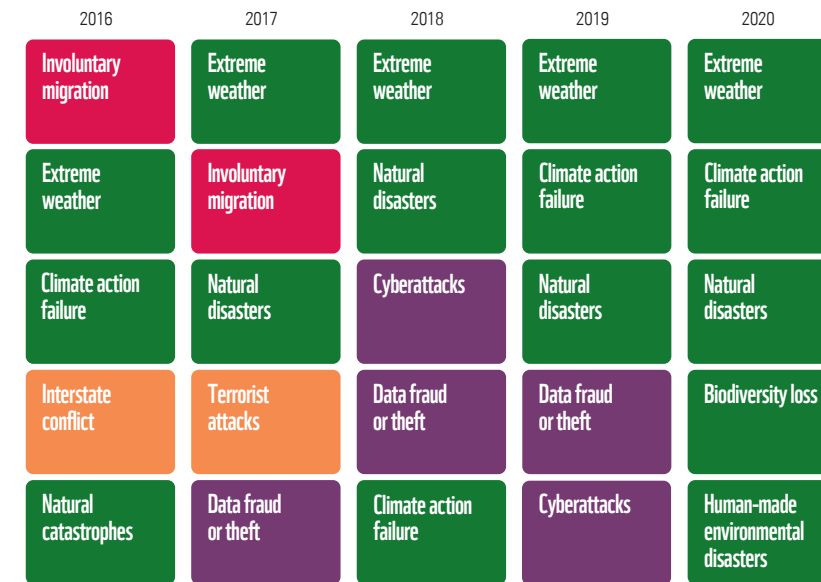 2016 2017 2018 2019 2020
Involuntary
migration
Extreme
weather
Extreme
weather
Extreme
weather
Extreme
weather
Extreme
weather
Involuntary
migration
Natural
disasters
Climate action
failure
Climate action
failure
Climate action
failure
Natural
disasters
Cyberattacks
Natural
disasters
Natural
disasters
Interstate
conflict
Terrorist
attacks
Data fraud
or theft
Data fraud
or theft
Biodiversity loss
Natural
catastrophes
Data fraud
or theft
Climate action
failure
Cyberattacks
Human-made
environmental
disasters